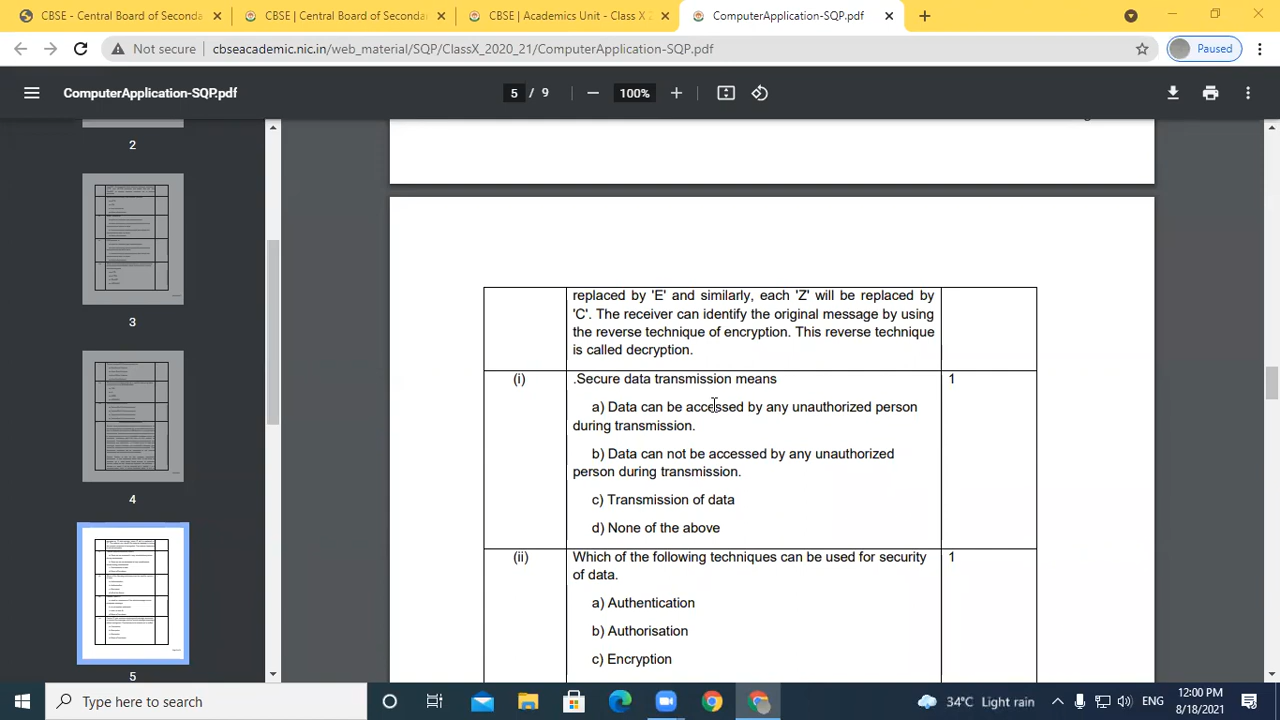 CBSE - Central Board of Seconda
CBSE | Central Board of Seconda
CBSE | Academics Unit - Class X 2
ComputerApplication-SQP.pdf
Not secure
cbseacademic.nic.in/web_material/SQP/ClassX_2020_21/ComputerApplication-SQP.pdf
Paused
ComputerApplication-SQP.pdf
5 / 9
100%
2
3
4
5
replaced by 'E' and similarly, each 'Z' will be replaced by
'C'. The receiver can identify the original message by using
the reverse technique of encryption. This reverse technique
is called decryption.
(i)
.Secure data transmission means
1
a) Data can be accessed by any unauthorized person
during transmission.
b) Data can not be accessed by any unauthorized
person during transmission.
c) Transmission of data
d) None of the above
(ii)
Which of the following techniques can be used for security
1
of data.
a) Authentication
b) Authorisation
c) Encryption
Type here to search
34°C Light rain
ENG
12:00 PM
8/18/2021